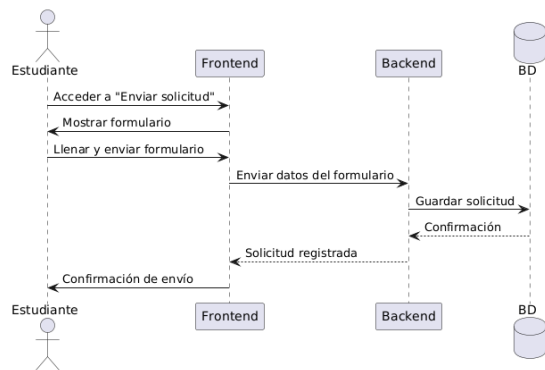 Estudiante
Frontend
Backend
BD
Acceder a "Enviar solicitud"
Mostrar formulario
Llenar y enviar formulario
Enviar datos del formulario
Guardar solicitud
Confirmación
Solicitud registrada
Confirmación de envío
Estudiante
Frontend
Backend
BD